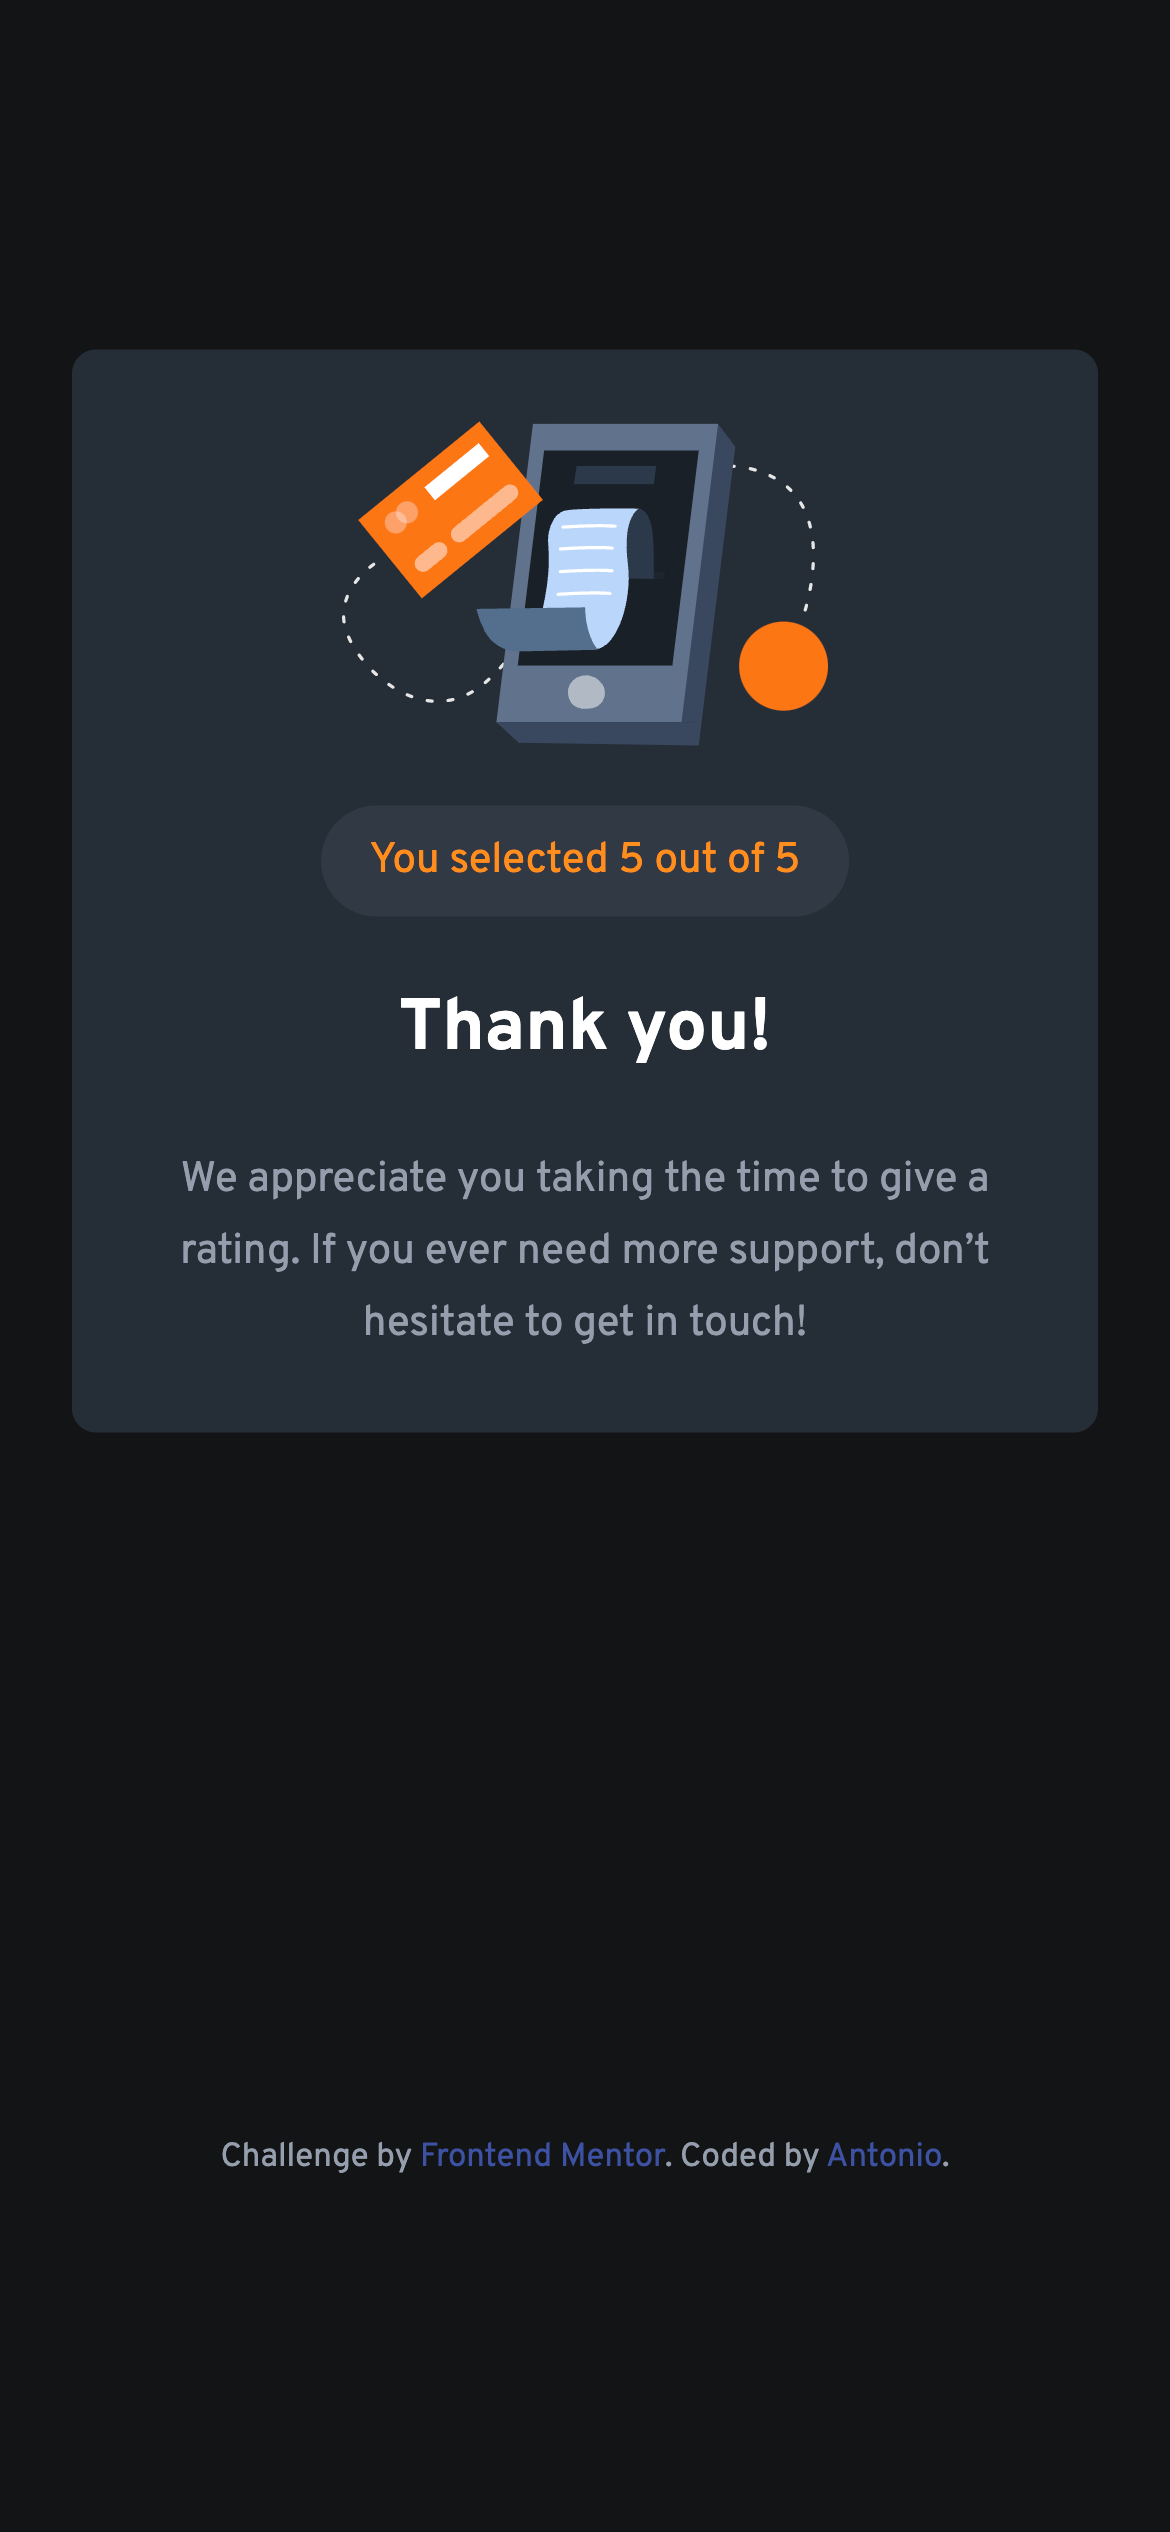 You selected 5 out of 5
Thank you!
We appreciate you taking the time to give a
rating. If you ever need more support, don’t
hesitate to get in touch!
Challenge by Frontend Mentor. Coded by Antonio.